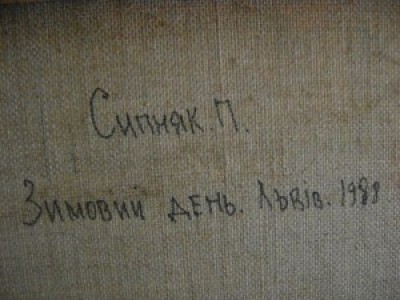 Сипняк. П.
Зимовий день. Львів. 1989